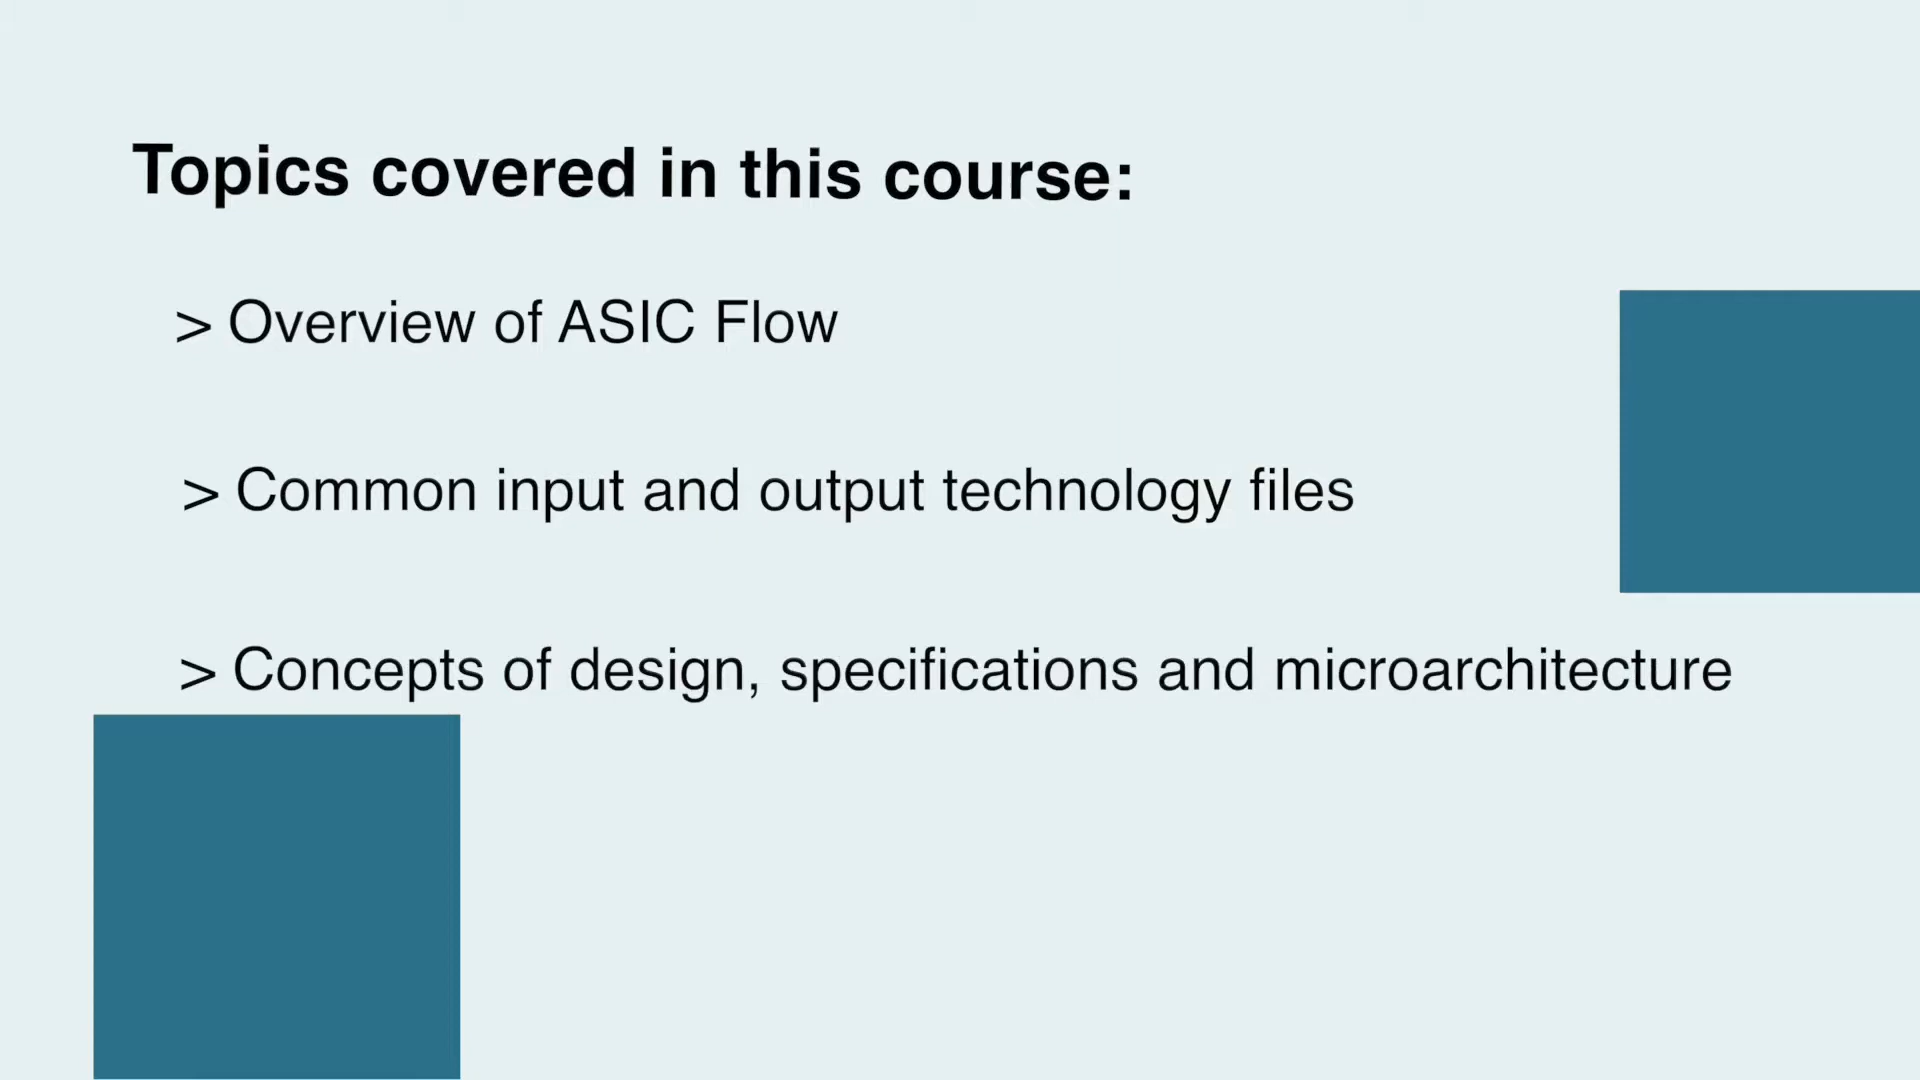 Topics covered in this course:
> Overview of ASIC Flow
> Common input and output technology files
> Concepts of design, specifications and microarchitecture